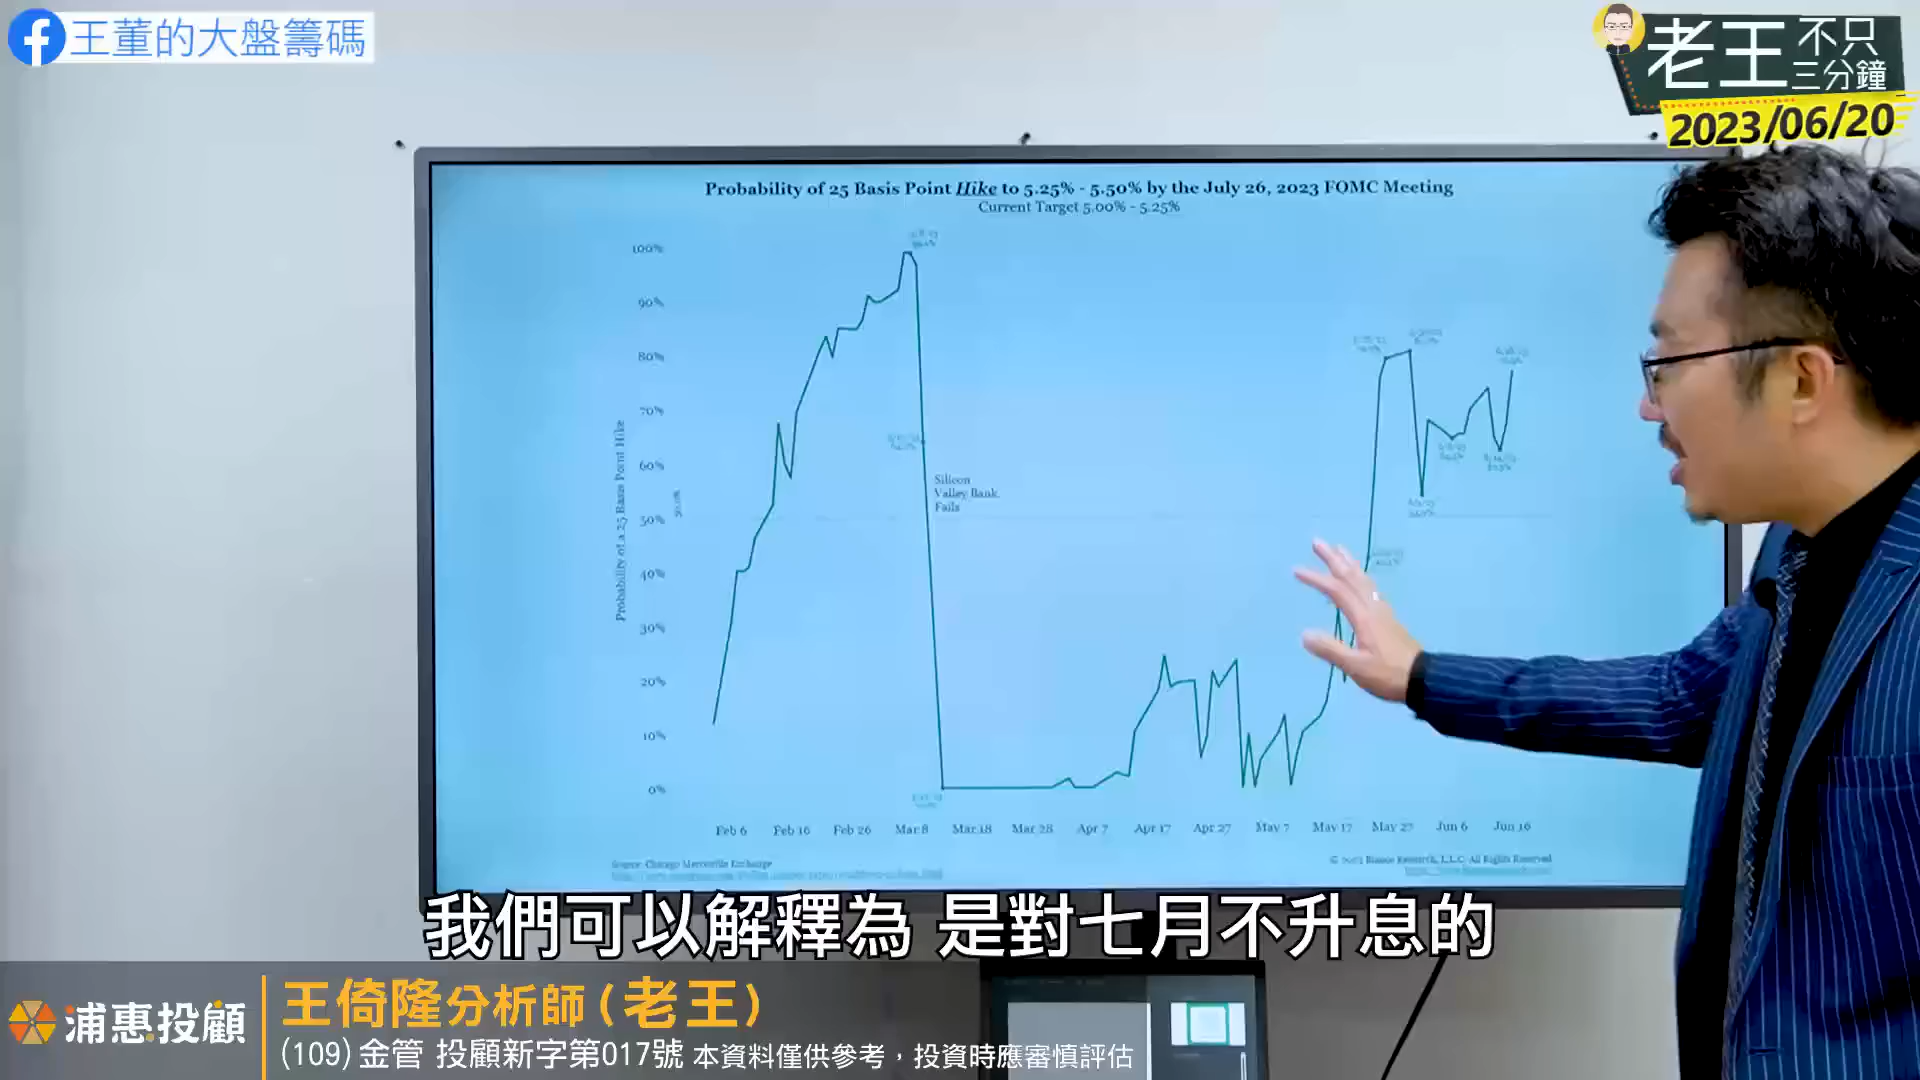 王董的大盤籌碼
老王 不只三分鐘
2023/06/20
Probability of 25 Basis Point Hike to 5.25% - 5.50% by the July 26, 2023 FOMC Meeting
Current Target 5.00% - 5.25%
Probability of a 25 Basis Point Hike
100%
90%
80%
70%
60%
50%
40%
30%
20%
10%
0%
Silicon
Valley Bank
Fails
Feb 6 Feb 16 Feb 26 Mar 8 Mar 18 Mar 28 Apr 7 Apr 17 Apr 27 May 7 May 17 May 27 Jun 6 Jun 16
Source: Chicago Mercantile Exchange
© 2023 Bianco Research, L.L.C. All Rights Reserved
我們可以解釋為 是對七月不升息的
浦惠投顧
王倚隆分析師(老王)
(109)金管 投顧新字第017號 本資料僅供參考，投資時應審慎評估